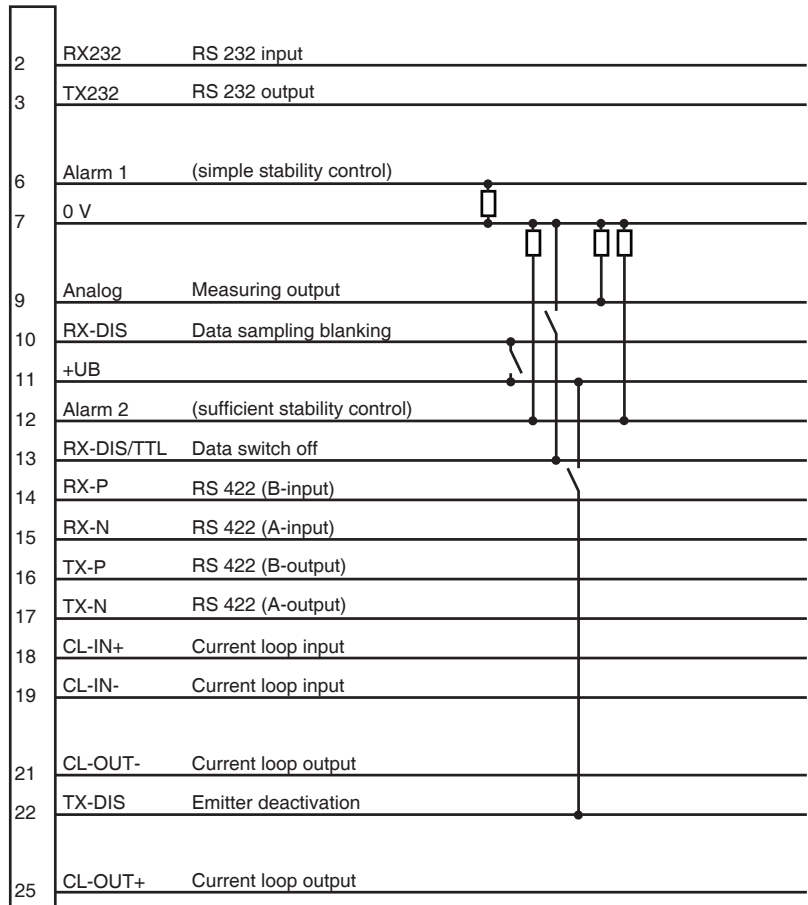 2 RX232 RS 232 input
3 TX232 RS 232 output
6 Alarm 1 (simple stability control)
7 0 V
9 Analog Measuring output
10 RX-DIS Data sampling blanking
11 +UB
12 Alarm 2 (sufficient stability control)
13 RX-DIS/TTL Data switch off
14 RX-P RS 422 (B-input)
15 RX-N RS 422 (A-input)
16 TX-P RS 422 (B-output)
17 TX-N RS 422 (A-output)
18 CL-IN+ Current loop input
19 CL-IN- Current loop input
21 CL-OUT- Current loop output
22 TX-DIS Emitter deactivation
25 CL-OUT+ Current loop output